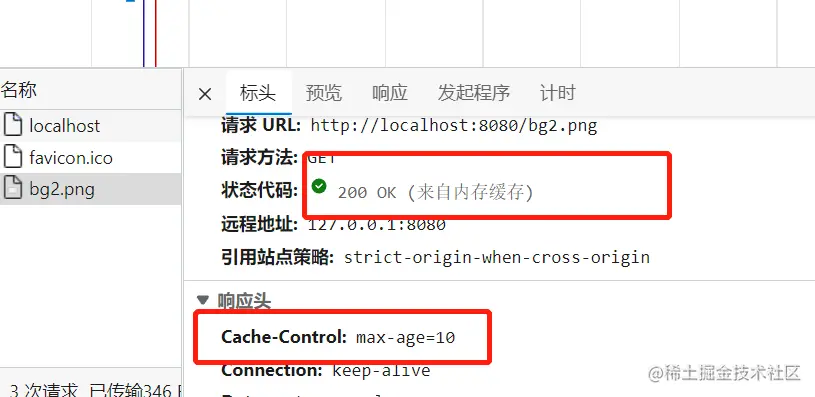 名称
localhost
favicon.ico
bg2.png
3 次请求 已传输346
标头 预览 响应 发起程序 计时
请求 URL: http://localhost:8080/bg2.png
请求方法: GET
状态代码: 200 OK (来自内存缓存)
远程地址: 127.0.0.1:8080
引用站点策略: strict-origin-when-cross-origin
响应头
Cache-Control: max-age=10
Connection: keep-alive
@稀土掘金技术社区